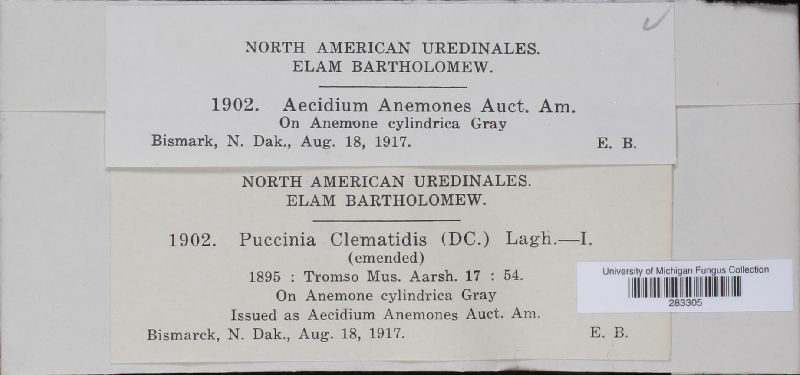 NORTH AMERICAN UREDINALES.
ELAM BARTHOLOMEW.
1902. Aecidium Anemones Auct. Am.
On Anemone cylindrica Gray
Bismark, N. Dak., Aug. 18, 1917. E. B.
NORTH AMERICAN UREDINALES.
ELAM BARTHOLOMEW.
1902. Puccinia Clematidis (DC.) Lagh.—I.
(emended)
1895 : Tromso Mus. Aarsh. 17 : 54.
On Anemone cylindrica Gray
Issued as Aecidium Anemones Auct. Am.
Bismarck, N. Dak., Aug. 18, 1917. E. B.
University of Michigan Fungus Collection
283305